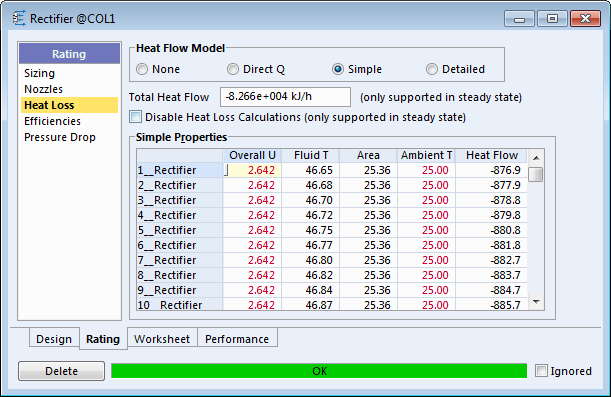 Rectifier @COL1
Rating
Sizing
Nozzles
Heat Loss
Efficiencies
Pressure Drop
Heat Flow Model
None Direct Q Simple Detailed
Total Heat Flow -8.266e+004 kJ/h (only supported in steady state)
Disable Heat Loss Calculations (only supported in steady state)
Simple Properties
Overall U Fluid T Area Ambient T Heat Flow
1__Rectifier 2.642 46.65 25.36 25.00 -876.9
2__Rectifier 2.642 46.68 25.36 25.00 -877.9
3__Rectifier 2.642 46.70 25.36 25.00 -878.8
4__Rectifier 2.642 46.72 25.36 25.00 -879.8
5__Rectifier 2.642 46.75 25.36 25.00 -880.8
6__Rectifier 2.642 46.77 25.36 25.00 -881.8
7__Rectifier 2.642 46.80 25.36 25.00 -882.7
8__Rectifier 2.642 46.82 25.36 25.00 -883.7
9__Rectifier 2.642 46.84 25.36 25.00 -884.7
10__Rectifier 2.642 46.87 25.36 25.00 -885.7
Design Rating Worksheet Performance
Delete OK Ignored